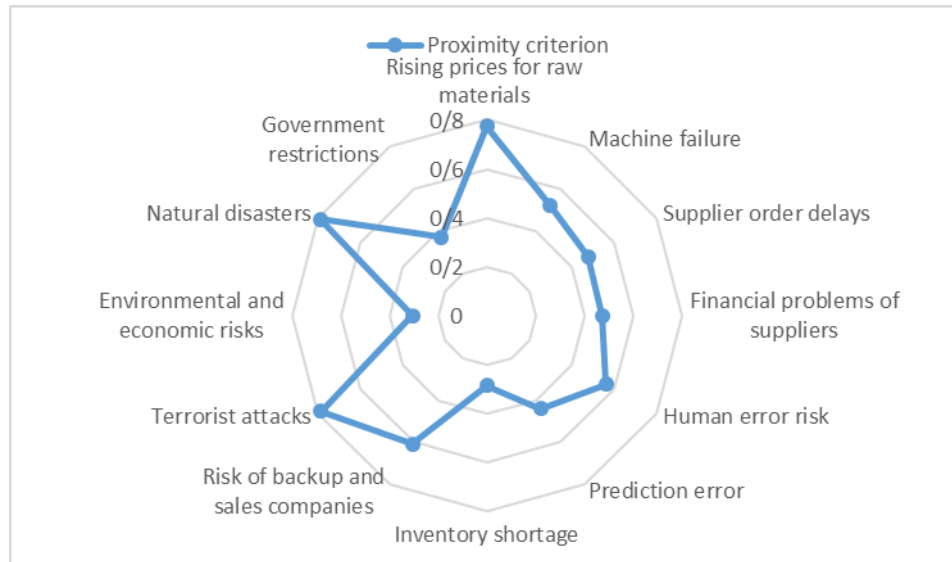 Proximity criterion
Rising prices for raw
materials
Machine failure
Supplier order delays
Financial problems of
suppliers
Human error risk
Prediction error
Inventory shortage
Risk of backup and
sales companies
Terrorist attacks
Environmental and
economic risks
Natural disasters
Government
restrictions
0/8
0/6
0/4
0/2
0